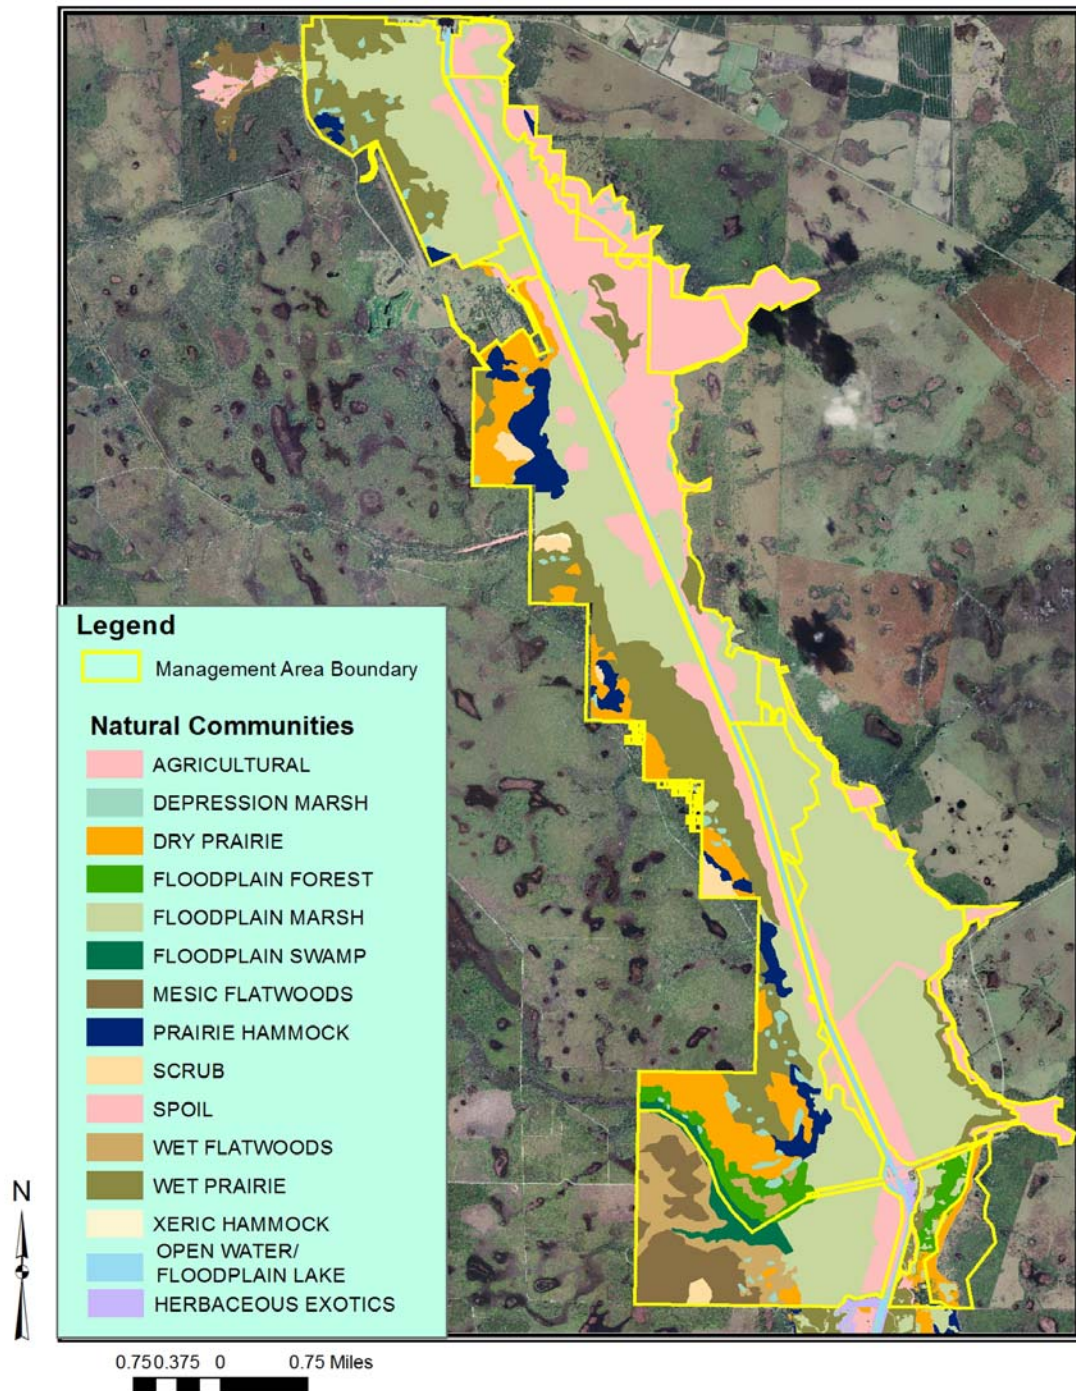 Legend
Management Area Boundary
Natural Communities
AGRICULTURAL
DEPRESSION MARSH
DRY PRAIRIE
FLOODPLAIN FOREST
FLOODPLAIN MARSH
FLOODPLAIN SWAMP
MESIC FLATWOODS
PRAIRIE HAMMOCK
SCRUB
SPOIL
WET FLATWOODS
WET PRAIRIE
XERIC HAMMOCK
OPEN WATER/
FLOODPLAIN LAKE
HERBACEOUS EXOTICS
N
0.75 0.375 0 0.75 Miles